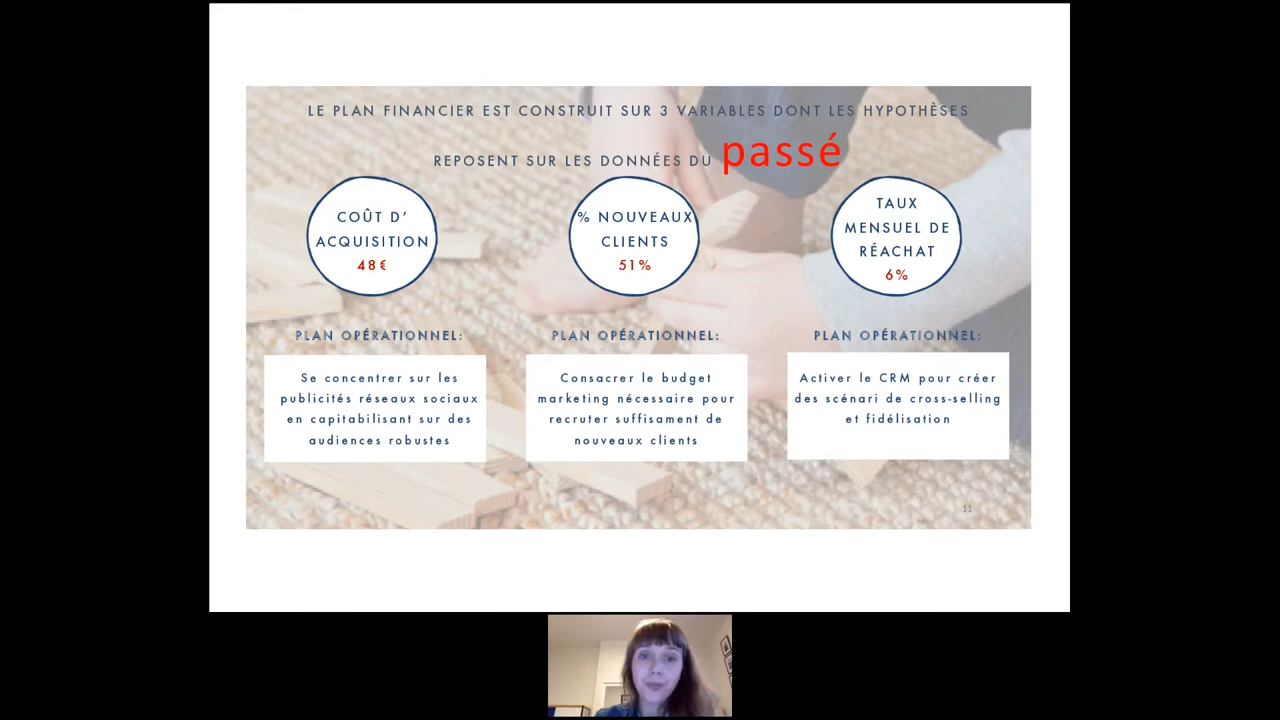 LE PLAN FINANCIER EST CONSTRUIT SUR 3 VARIABLES DONT LES HYPOTHÈSES
REPOSENT SUR LES DONNÉES DU passé
COÛT D'
ACQUISITION
48€
% NOUVEAUX
CLIENTS
51%
TAUX
MENSUEL DE
RÉACHAT
6%
PLAN OPÉRATIONNEL:
Se concentrer sur les
publicités réseaux sociaux
en capitabilisant sur des
audiences robustes
PLAN OPÉRATIONNEL:
Consacrer le budget
marketing nécessaire pour
recruter suffisament de
nouveaux clients
PLAN OPÉRATIONNEL:
Activer le CRM pour créer
des scénari de cross-selling
et fidélisation
11